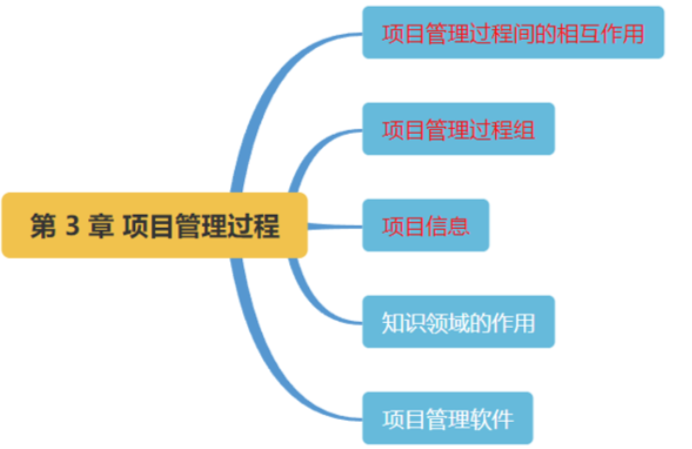 项目管理过程间的相互作用
项目管理过程组
第 3 章 项目管理过程
项目信息
知识领域的作用
项目管理软件